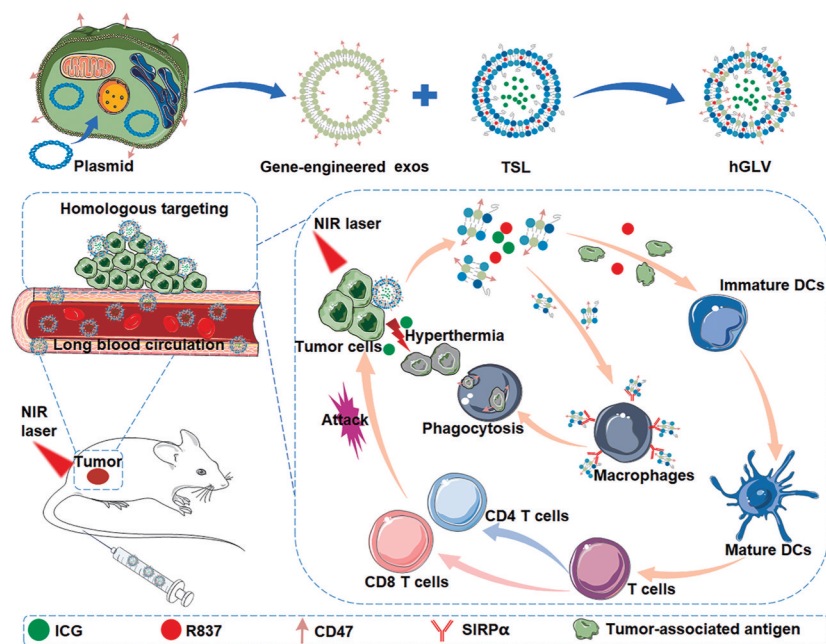 Plasmid
Gene-engineered exos
TSL
hGLV
Homologous targeting
Long blood circulation
NIR
laser
Tumor
NIR laser
Tumor cells
Hyperthermia
Immature DCs
Attack
Phagocytosis
Macrophages
Mature DCs
CD4 T cells
CD8 T cells
T cells
ICG
R837
CD47
SIRPα
Tumor-associated antigen